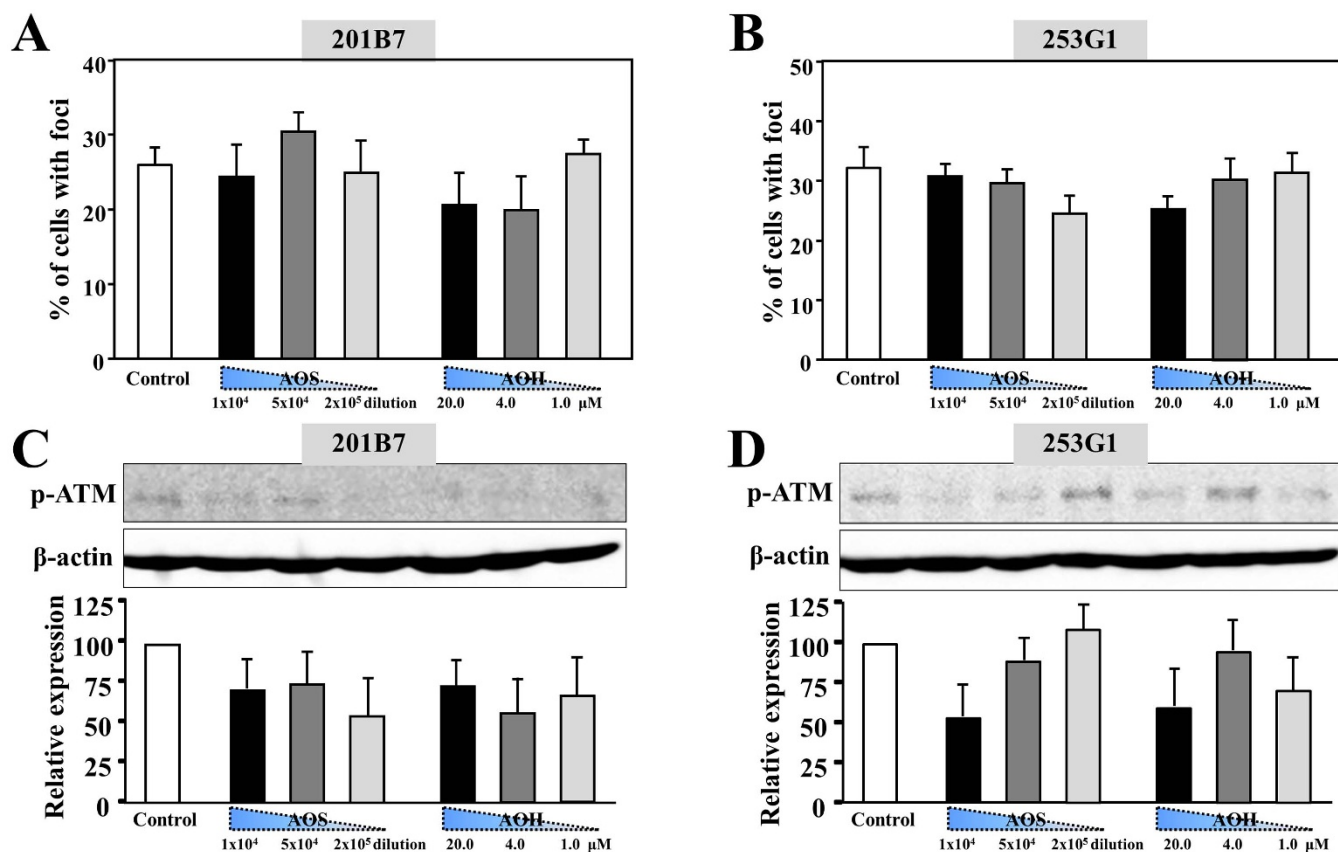 A
201B7
% of cells with foci
40
30
20
10
0
Control
AOS
1x10⁴ 5x10⁴ 2x10⁵ dilution
AOH
20.0 4.0 1.0 μM
B
253G1
% of cells with foci
50
40
30
20
10
0
Control
AOS
1x10⁴ 5x10⁴ 2x10⁵ dilution
AOH
20.0 4.0 1.0 μM
C
201B7
p-ATM
β-actin
Relative expression
125
100
75
50
25
0
Control
AOS
1x10⁴ 5x10⁴ 2x10⁵ dilution
AOH
20.0 4.0 1.0 μM
D
253G1
p-ATM
β-actin
Relative expression
125
100
75
50
25
0
Control
AOS
1x10⁴ 5x10⁴ 2x10⁵ dilution
AOH
20.0 4.0 1.0 μM